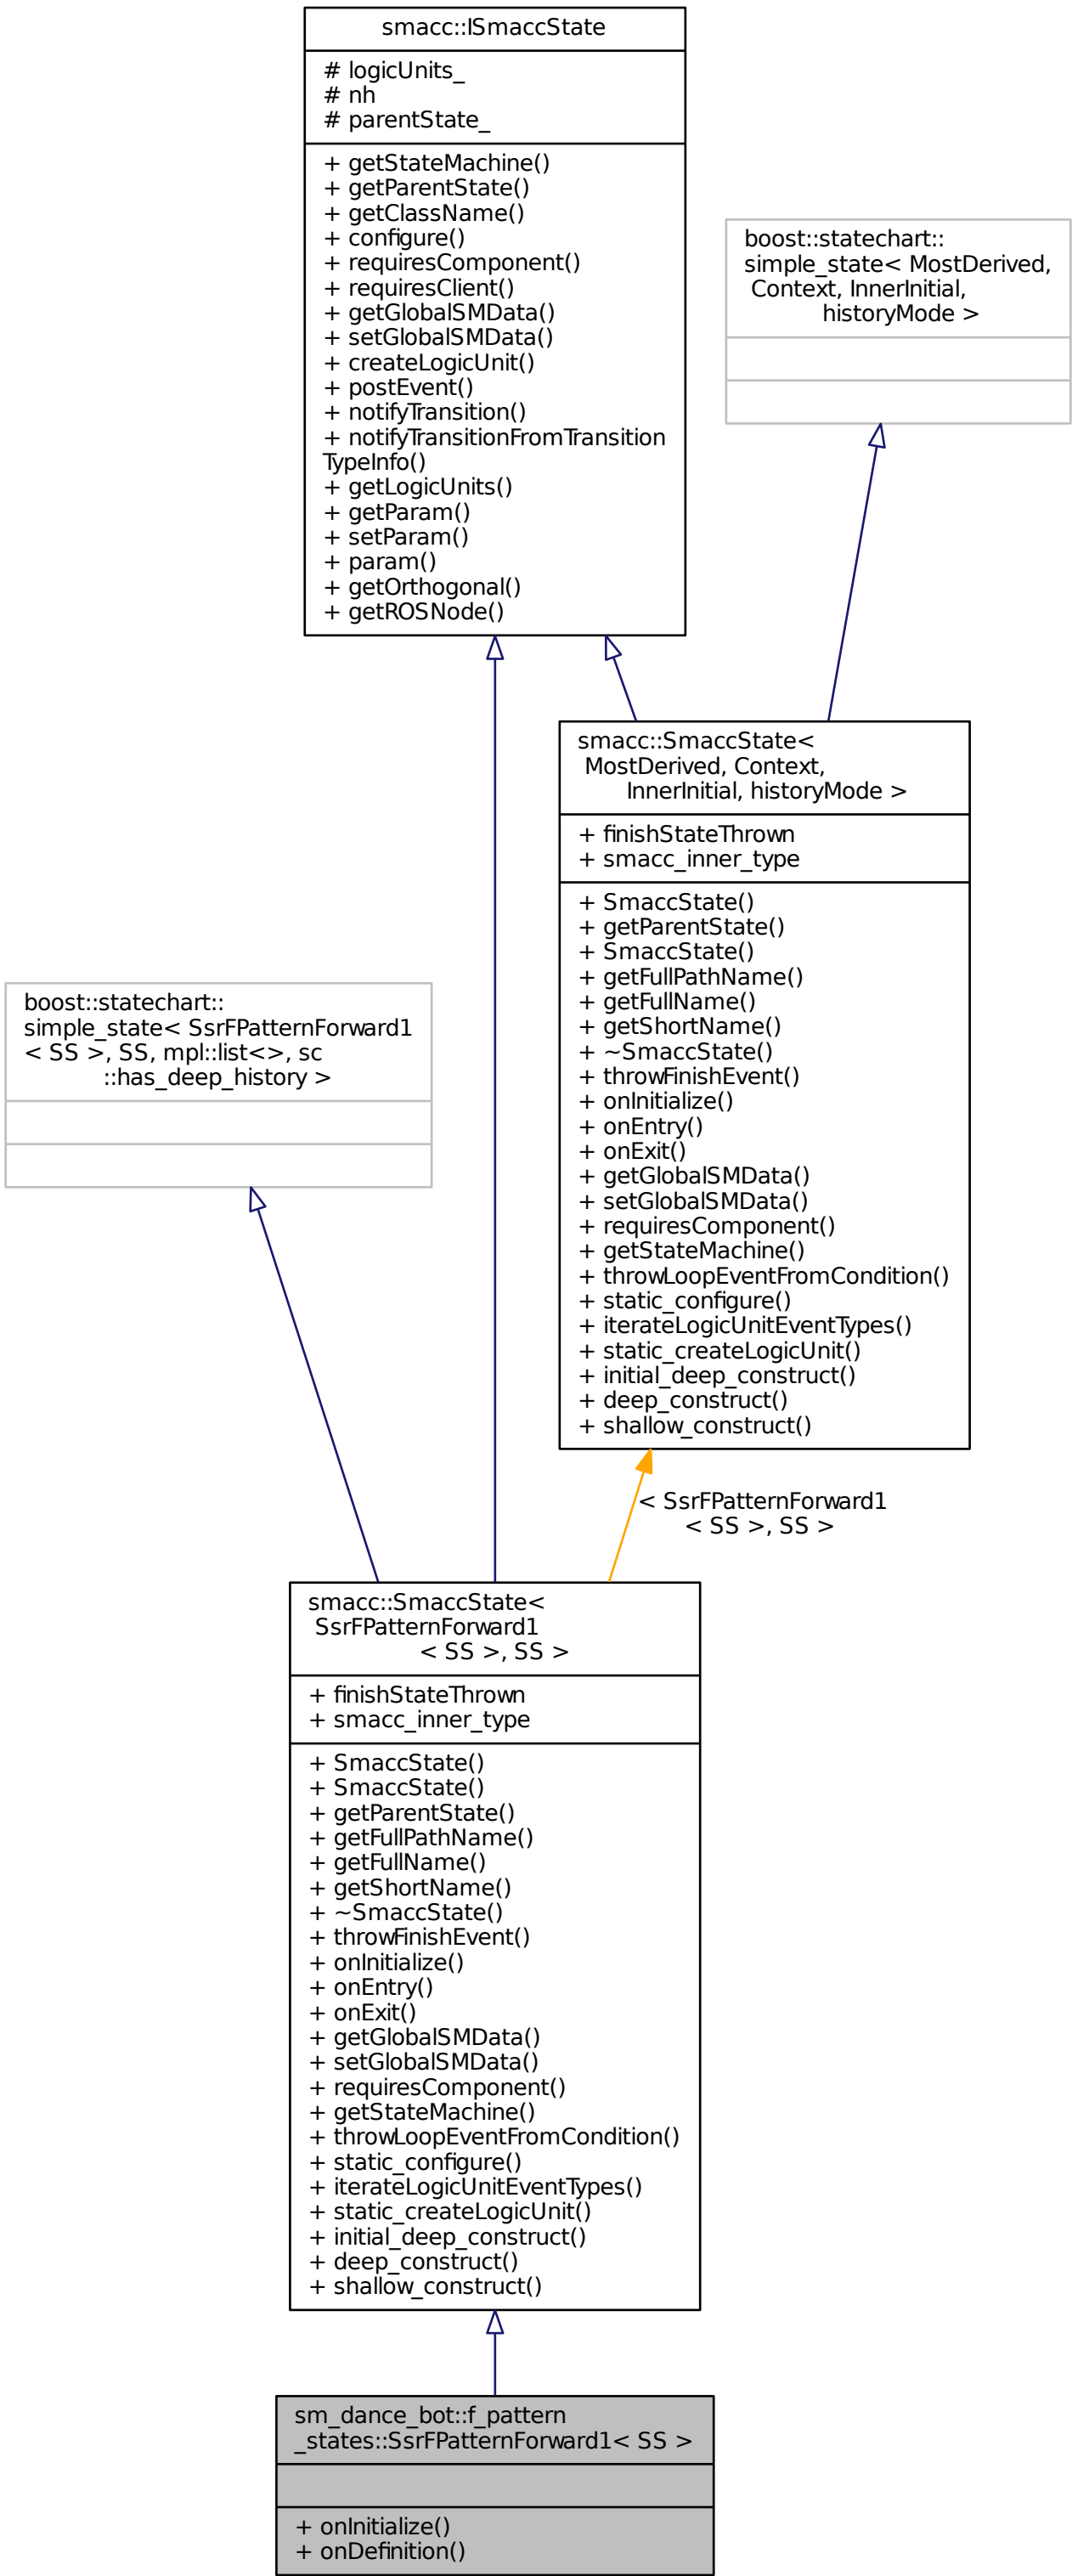 smacc::ISmaccState
# logicUnits_
# nh
# parentState_
+ getStateMachine()
+ getParentState()
+ getClassName()
+ configure()
+ requiresComponent()
+ requiresClient()
+ getGlobalSMData()
+ setGlobalSMData()
+ createLogicUnit()
+ postEvent()
+ notifyTransition()
+ notifyTransitionFromTransition
TypeInfo()
+ getLogicUnits()
+ getParam()
+ setParam()
+ param()
+ getOrthogonal()
+ getROSNode()
boost::statechart::
simple_state< MostDerived,
Context, InnerInitial,
historyMode >
smacc::SmaccState<
MostDerived, Context,
InnerInitial, historyMode >
+ finishStateThrown
+ smacc_inner_type
+ SmaccState()
+ getParentState()
+ SmaccState()
+ getFullPathName()
+ getFullName()
+ getShortName()
+ ~SmaccState()
+ throwFinishEvent()
+ onInitialize()
+ onEntry()
+ onExit()
+ getGlobalSMData()
+ setGlobalSMData()
+ requiresComponent()
+ getStateMachine()
+ throwLoopEventFromCondition()
+ static_configure()
+ iterateLogicUnitEventTypes()
+ static_createLogicUnit()
+ initial_deep_construct()
+ deep_construct()
+ shallow_construct()
boost::statechart::
simple_state< SsrFPatternForward1
< SS >, SS, mpl::list<>, sc
::has_deep_history >
< SsrFPatternForward1
< SS >, SS >
smacc::SmaccState<
SsrFPatternForward1
< SS >, SS >
+ finishStateThrown
+ smacc_inner_type
+ SmaccState()
+ SmaccState()
+ getParentState()
+ getFullPathName()
+ getFullName()
+ getShortName()
+ ~SmaccState()
+ throwFinishEvent()
+ onInitialize()
+ onEntry()
+ onExit()
+ getGlobalSMData()
+ setGlobalSMData()
+ requiresComponent()
+ getStateMachine()
+ throwLoopEventFromCondition()
+ static_configure()
+ iterateLogicUnitEventTypes()
+ static_createLogicUnit()
+ initial_deep_construct()
+ deep_construct()
+ shallow_construct()
sm_dance_bot::f_pattern
_states::SsrFPatternForward1< SS >
+ onInitialize()
+ onDefinition()